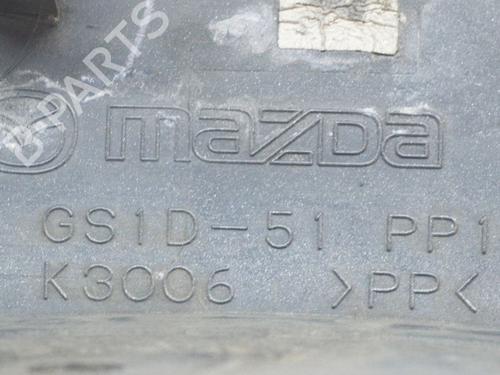 B-PARTS
mazda
GS1D-51 PP1
K3006 >PP<